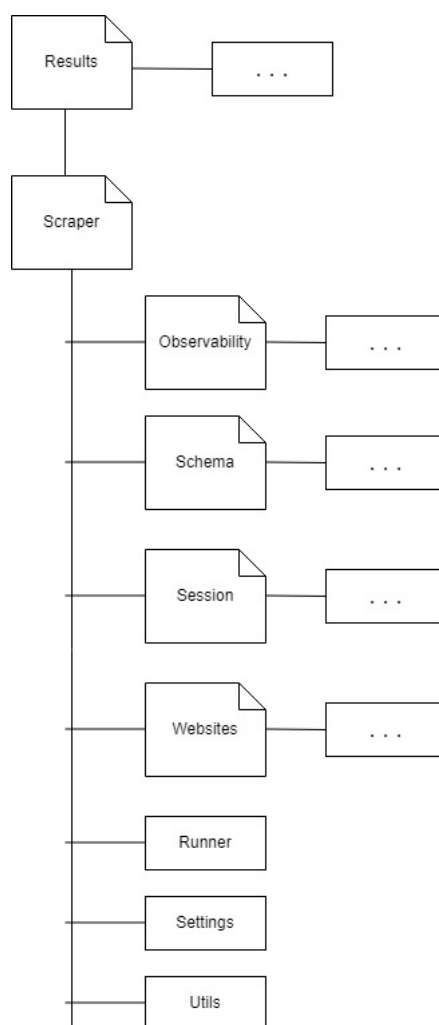 Results
. . .
Scraper
Observability
. . .
Schema
. . .
Session
. . .
Websites
. . .
Runner
Settings
Utils